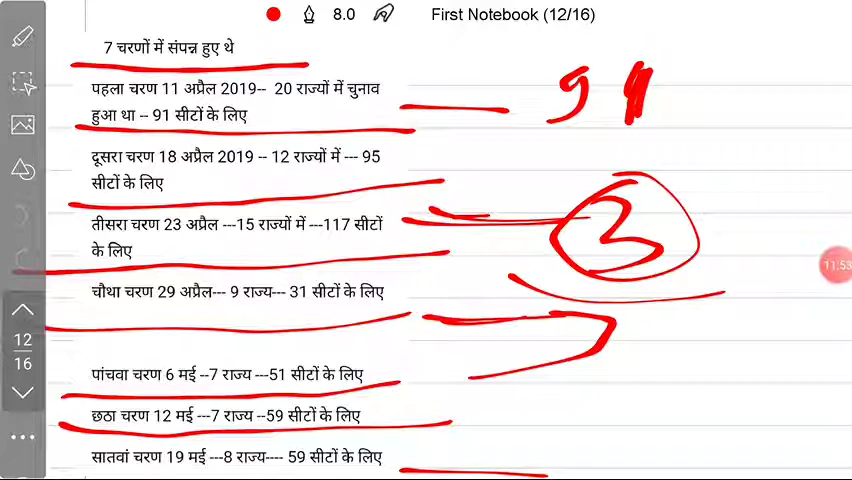 8.0 First Notebook (12/16)
7 चरणों में संपन्न हुए थे
पहला चरण 11 अप्रैल 2019-- 20 राज्यों में चुनाव
हुआ था -- 91 सीटों के लिए
91
दूसरा चरण 18 अप्रैल 2019 -- 12 राज्यों में --- 95
सीटों के लिए
तीसरा चरण 23 अप्रैल ---15 राज्यों में ---117 सीटों
के लिए
3
चौथा चरण 29 अप्रैल--- 9 राज्य--- 31 सीटों के लिए
पांचवा चरण 6 मई --7 राज्य ---51 सीटों के लिए
छठा चरण 12 मई ---7 राज्य --59 सीटों के लिए
सातवां चरण 19 मई ---8 राज्य---- 59 सीटों के लिए
12
16
11:53